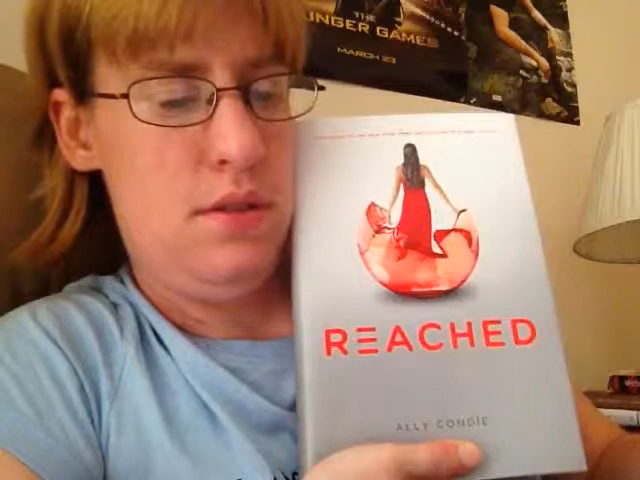 THE
HUNGER GAMES
MARCH 23
REACHED
ALLY CONDIE